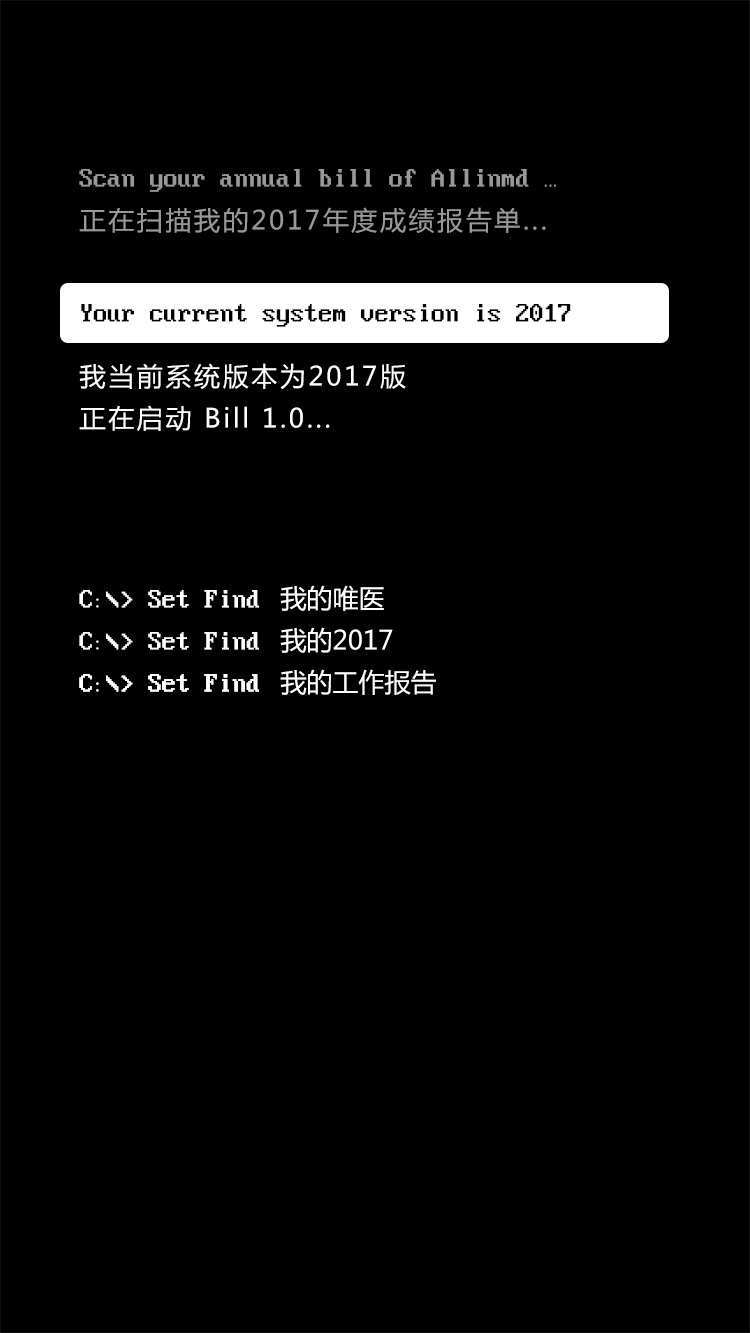 Scan your annual bill of Allinmd ...
正在扫描我的2017年度成绩报告单...
Your current system version is 2017
我当前系统版本为2017版
正在启动 Bill 1.0...
C:\> Set Find 我的唯医
C:\> Set Find 我的2017
C:\> Set Find 我的工作报告